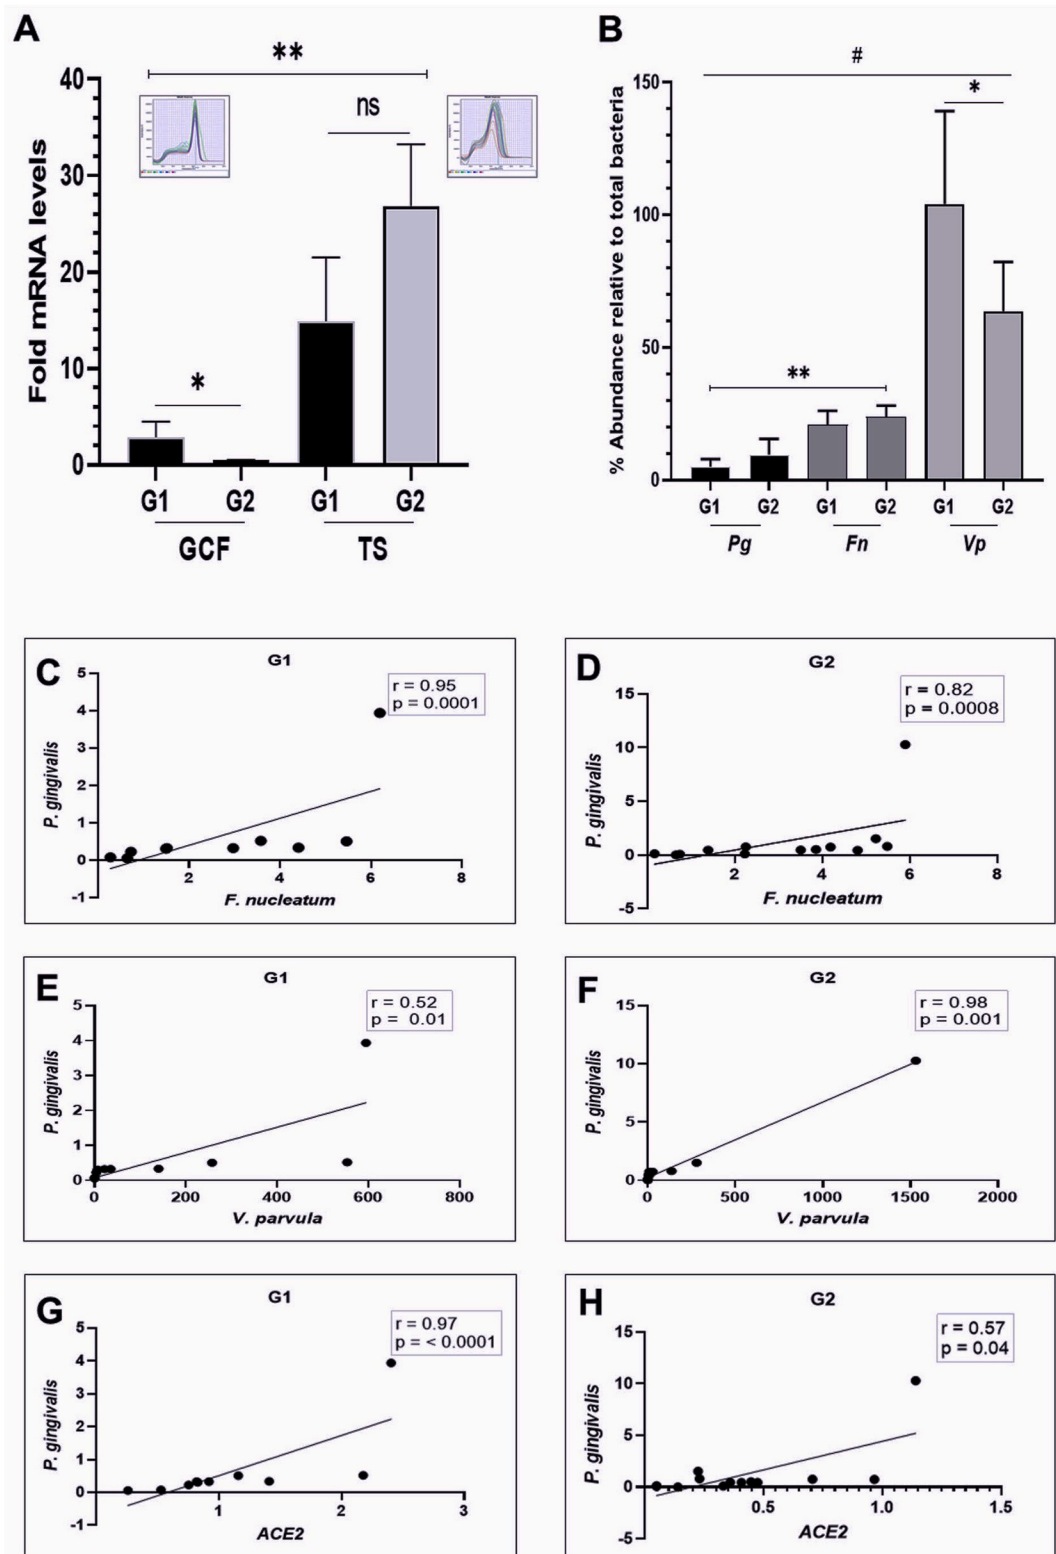 A
**
40
ns
30
20
10
*
0
Fold mRNA levels
G1
G2
G1
G2
GCF
TS
B
#
150
*
100
50
**
0
% Abundance relative to total bacteria
G1
G2
G1
G2
G1
G2
Pg
Fn
Vp
C
G1
r = 0.95
p = 0.0001
5
4
3
2
1
0
-1
P. gingivalis
2
4
6
8
F. nucleatum
D
G2
r = 0.82
p = 0.0008
15
10
5
0
-5
P. gingivalis
2
4
6
8
F. nucleatum
E
G1
r = 0.52
p = 0.01
5
4
3
2
1
0
P. gingivalis
0
200
400
600
800
V. parvula
F
G2
r = 0.98
p = 0.001
15
10
5
0
P. gingivalis
0
500
1000
1500
2000
V. parvula
G
G1
r = 0.97
p = < 0.0001
5
4
3
2
1
0
-1
P. gingivalis
1
2
3
ACE2
H
G2
r = 0.57
p = 0.04
15
10
5
0
-5
P. gingivalis
0.5
1.0
1.5
ACE2